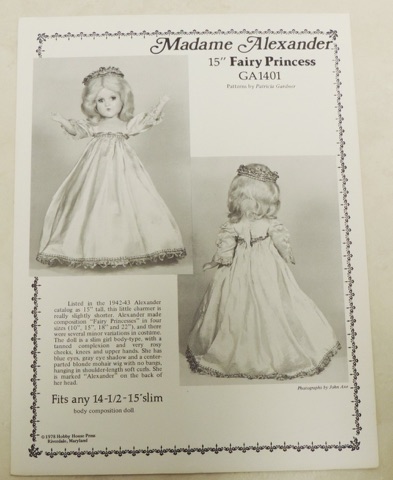 Madame Alexander
15" Fairy Princess
GA1401
Patterns by Patricia Gardner
Listed in the 1942-43 Alexander
catalog as 15" tall, this little charmer is
really slightly shorter. Alexander made
composition "Fairy Princesses" in four
sizes (10", 15", 18" and 22"), and there
were several minor variations in costume.
The doll is a slim girl body-type, with a
tanned complexion and very rosy
cheeks, knees and upper hands. She has
blue eyes, gray eye shadow and a center-
parted blonde mohair wig with no bangs,
hanging in shoulder-length soft curls. She
is marked "Alexander" on the back of
her head.
Photographs by John Axe
Fits any 14-1/2-15"slim
body composition doll
©1978 Hobby House Press
Riverdale, Maryland